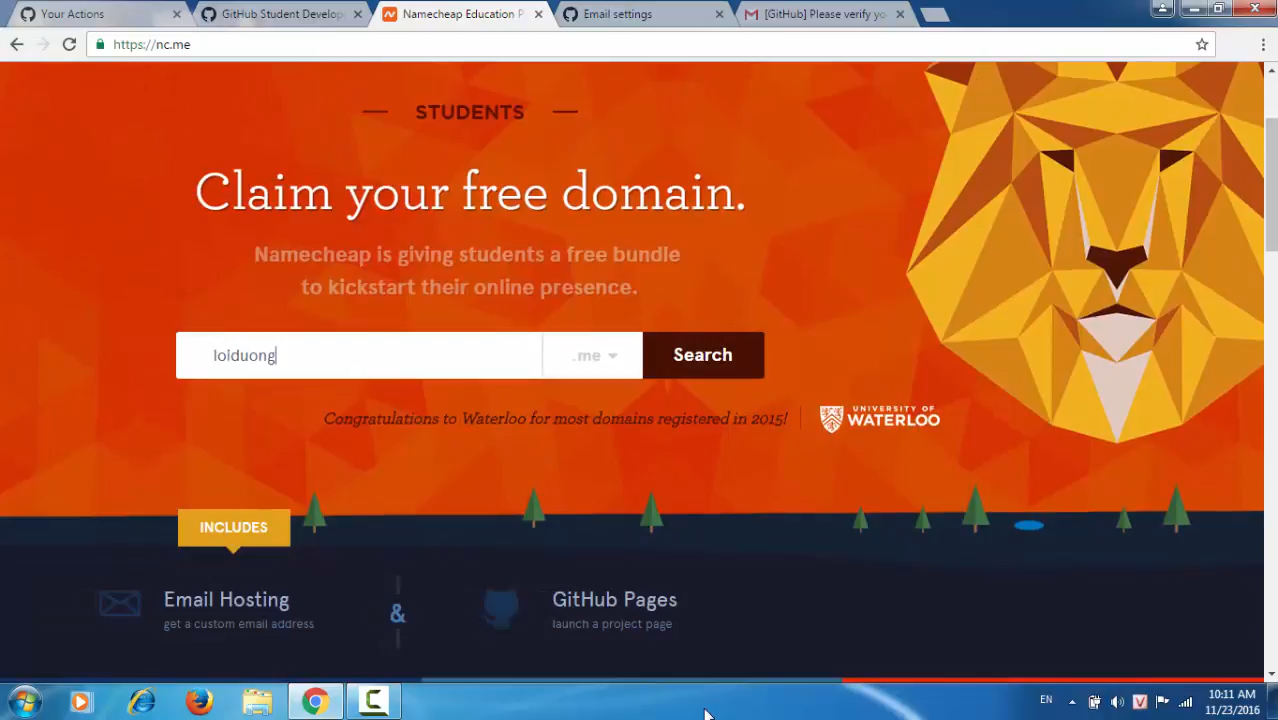 Your Actions
GitHub Student Develop
Namecheap Education P
Email settings
[GitHub] Please verify yo
https://nc.me
STUDENTS
Claim your free domain.
Namecheap is giving students a free bundle
to kickstart their online presence.
loiduong
.me
Search
Congratulations to Waterloo for most domains registered in 2015!
UNIVERSITY OF
WATERLOO
INCLUDES
Email Hosting
get a custom email address
&
GitHub Pages
launch a project page
EN
10:11 AM
11/23/2016